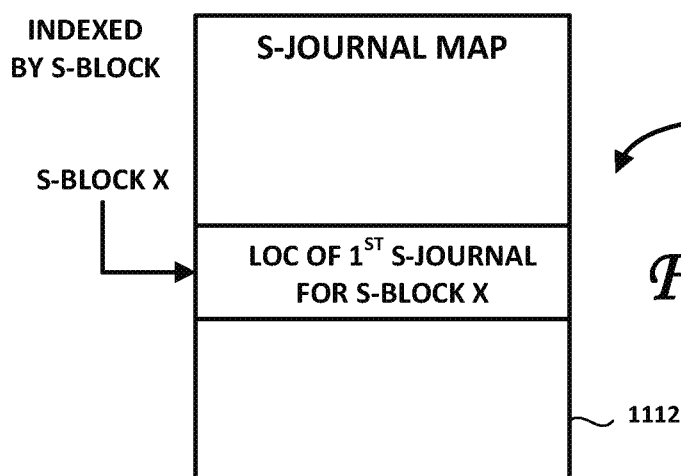 INDEXED
BY S-BLOCK
S-JOURNAL MAP
S-BLOCK X
LOC OF 1ST S-JOURNAL
FOR S-BLOCK X
1112